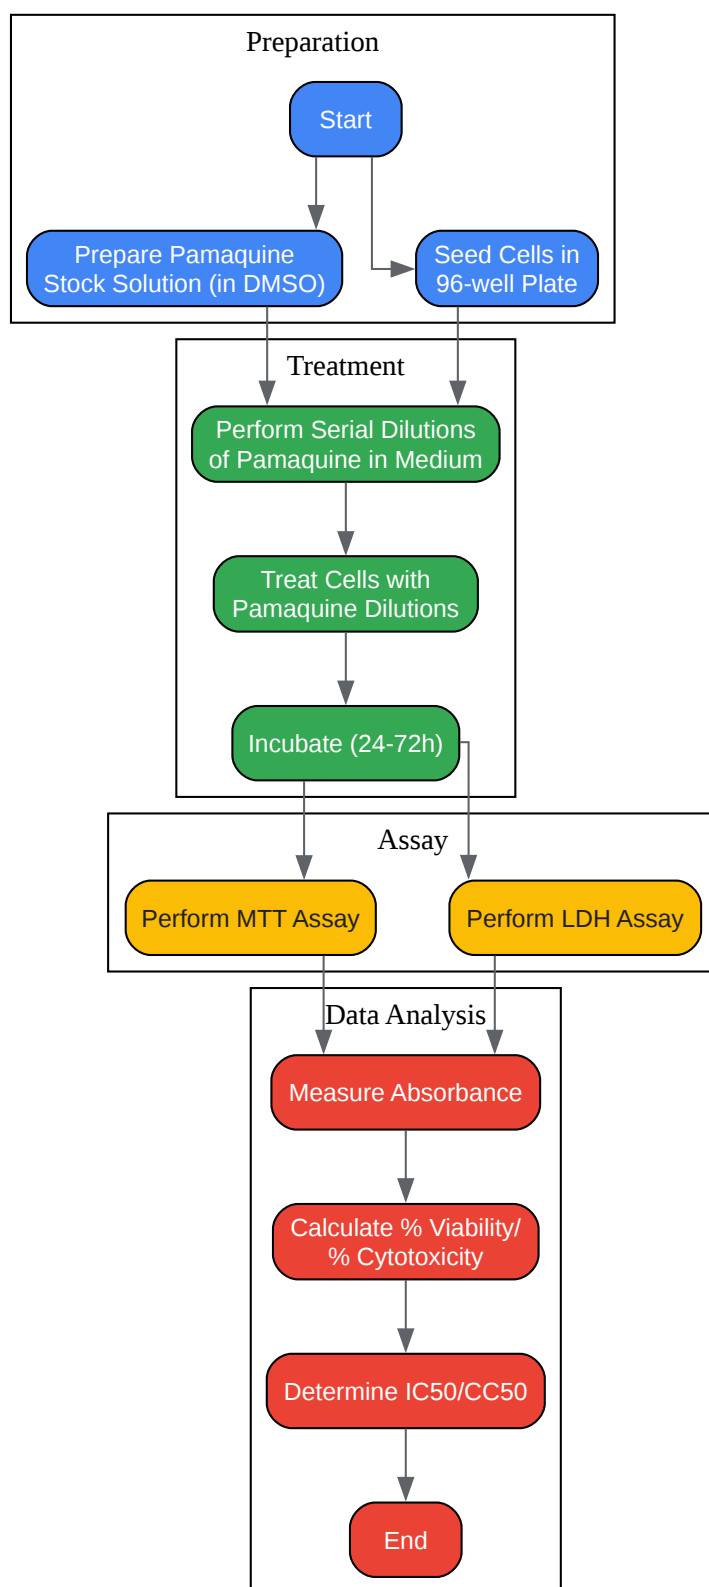 Preparation
Start
Prepare Pamaquine
Stock Solution (in DMSO)
Seed Cells in
96-well Plate
Treatment
Perform Serial Dilutions
of Pamaquine in Medium
Treat Cells with
Pamaquine Dilutions
Incubate (24-72h)
Assay
Perform MTT Assay
Perform LDH Assay
Data Analysis
Measure Absorbance
Calculate % Viability/
% Cytotoxicity
Determine IC50/CC50
End